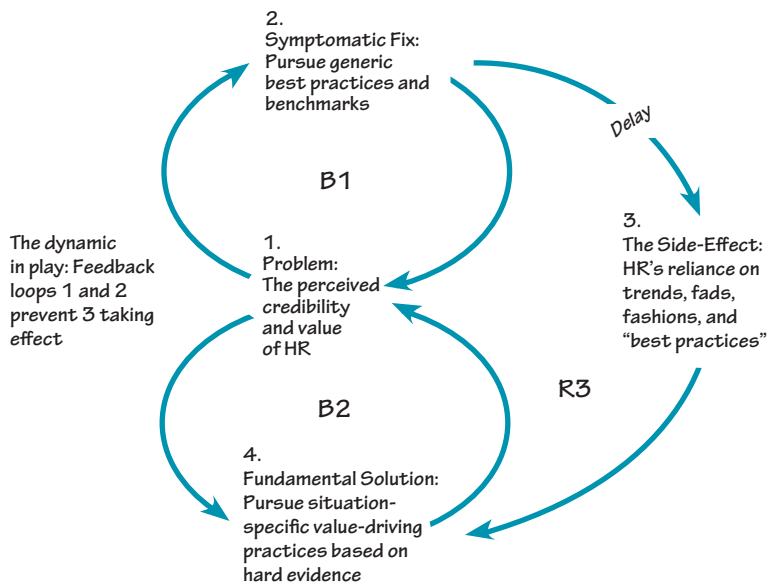 2.
Symptomatic Fix:
Pursue generic
best practices and
benchmarks
Delay
B1
The dynamic
in play: Feedback
loops 1 and 2
prevent 3 taking
effect
1.
Problem:
The perceived
credibility
and value
of HR
3.
The Side-Effect:
HR's reliance on
trends, fads,
fashions, and
“best practices”
B2
R3
4.
Fundamental Solution:
Pursue situation-
specific value-driving
practices based on
hard evidence